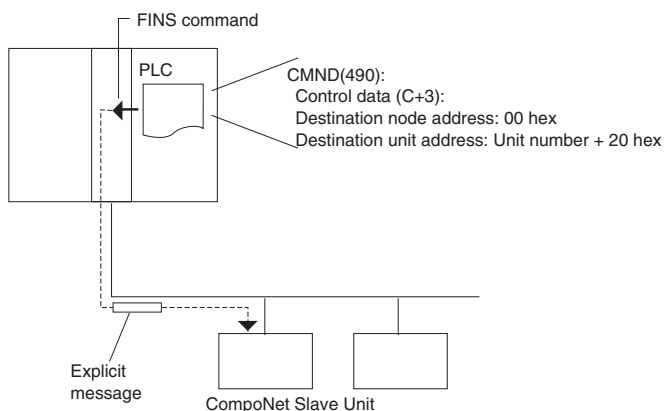 FINS command
PLC
CMND(490):
Control data (C+3):
Destination node address: 00 hex
Destination unit address: Unit number + 20 hex
Explicit
message
CompoNet Slave Unit